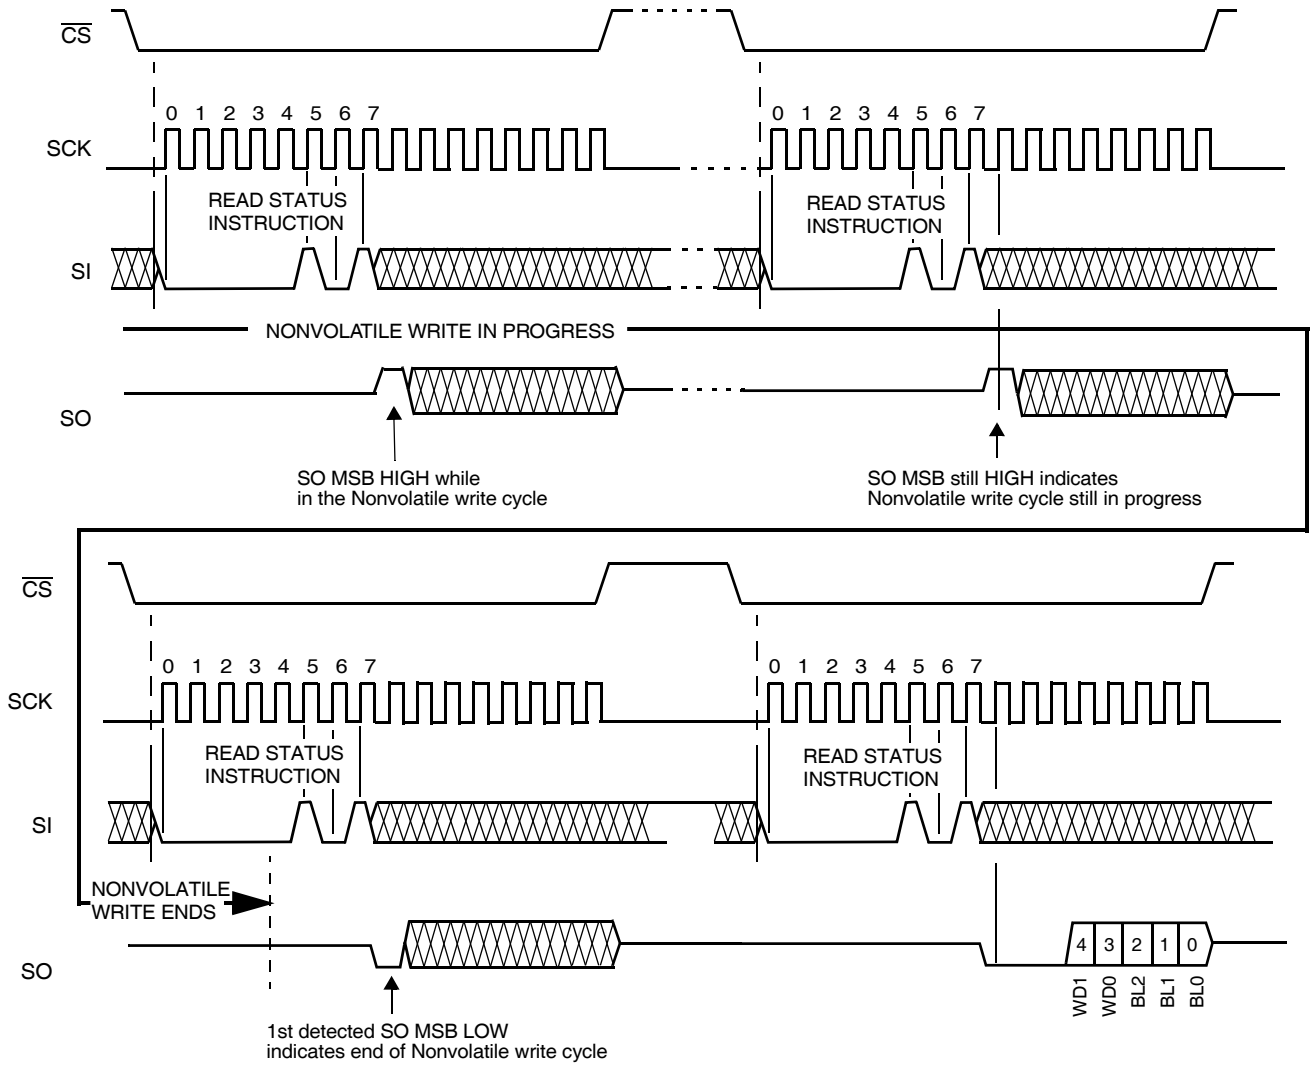 CS
0 1 2 3 4 5 6 7
0 1 2 3 4 5 6 7
SCK
READ STATUS
INSTRUCTION
READ STATUS
INSTRUCTION
SI
NONVOLATILE WRITE IN PROGRESS
SO
SO MSB HIGH while
in the Nonvolatile write cycle
SO MSB still HIGH indicates
Nonvolatile write cycle still in progress
CS
0 1 2 3 4 5 6 7
0 1 2 3 4 5 6 7
SCK
READ STATUS
INSTRUCTION
READ STATUS
INSTRUCTION
SI
NONVOLATILE
WRITE ENDS
SO
4 3 2 1 0
WD1
WD0
BL2
BL1
BL0
1st detected SO MSB LOW
indicates end of Nonvolatile write cycle